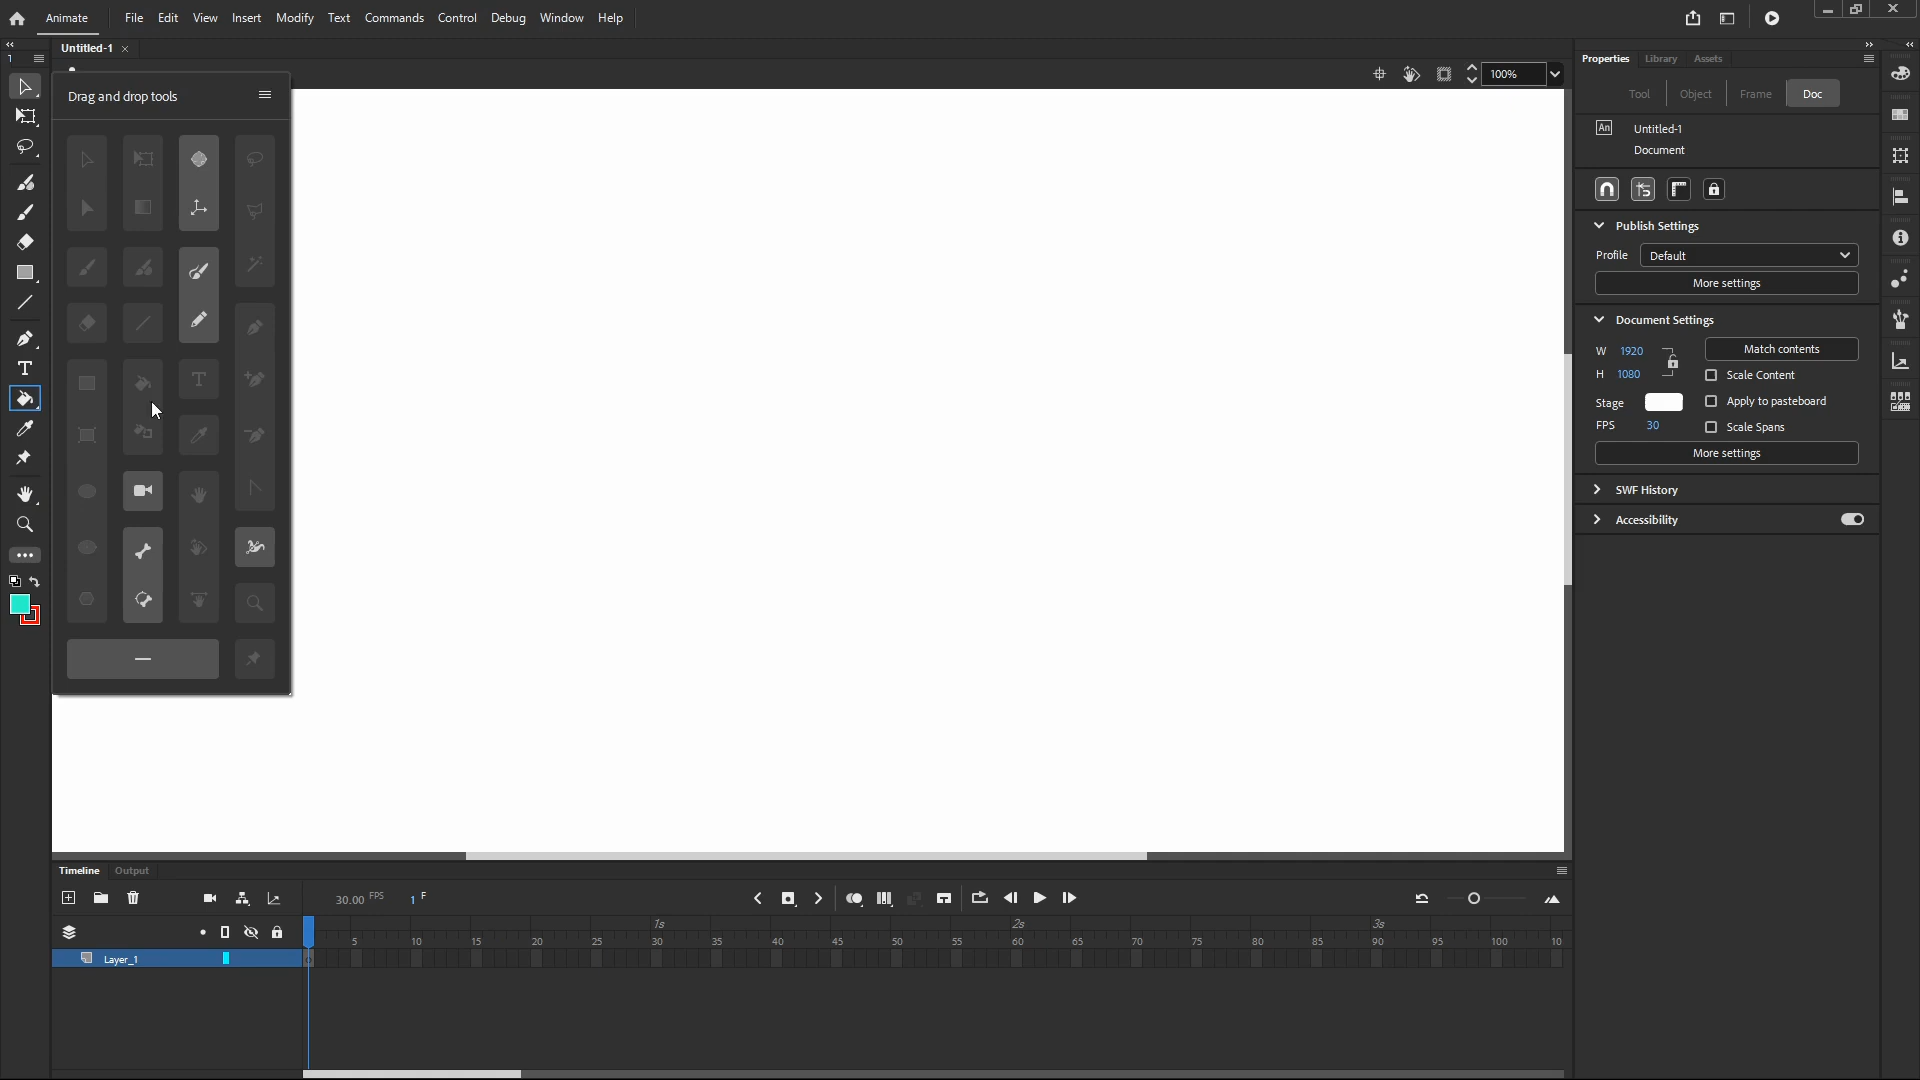 Animate File Edit View Insert Modify Text Commands Control Debug Window Help
Untitled-1
Properties Library Assets
100%
Drag and drop tools
Tool Object Frame Doc
An Untitled-1
Document
Publish Settings
Profile Default
More settings
Document Settings
W 1920 Match contents
H 1080 Scale Content
Stage Apply to pasteboard
FPS 30 Scale Spans
More settings
SWF History
Accessibility
T
T
Timeline Output
30.00 FPS 1 F
1s 2s 3s
5 10 15 20 25 30 35 40 45 50 55 60 65 70 75 80 85 90 95 100 10
Layer_1